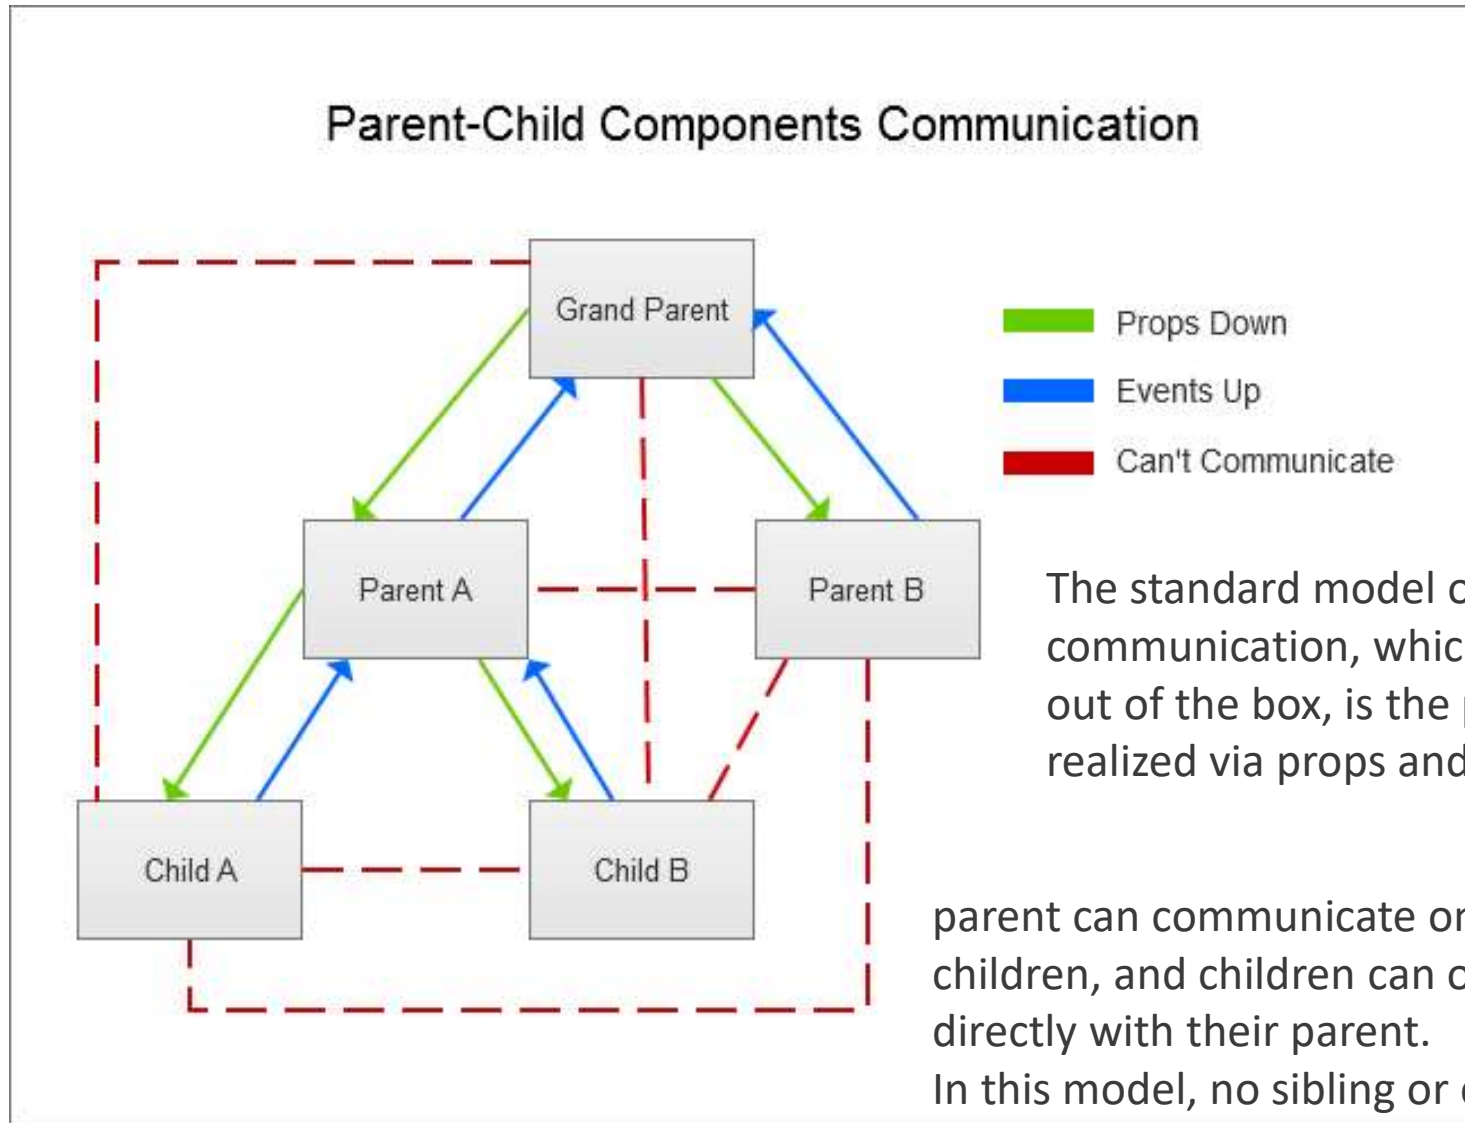 Parent-Child Components Communication
Grand Parent
Props Down
Events Up
Can't Communicate
Parent A
Parent B
The standard model o
communication, whic
out of the box, is the
realized via props and
Child A
Child B
parent can communicate
children, and children can
directly with their parent.
In this model, no sibling or